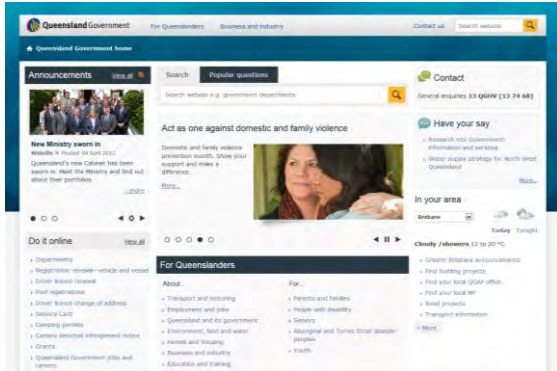 Queensland Government
For Queenslanders
Business and industry
Contact us
Search website
Queensland Government home
Announcements
View all
New Ministry sworn in
Website > Posted 04 April 2012
Queensland's new Cabinet has been
sworn in. Meet the Ministry and find out
about their portfolios.
...more
Do it online
View all
Departments
Registration renewal—vehicle and vessel
Driver licence renewal
Pool registrations
Driver licence change of address
Seniors Card
Camping permits
Camera detected infringement notice
Grants
Queensland Government jobs and
careers
Search
Popular questions
Search website e.g. government departments
Act as one against domestic and family violence
Domestic and family violence
prevention month. Show your
support and make a
difference.
More...
For Queenslanders
About...
Transport and motoring
Employment and jobs
Queensland and its government
Environment, land and water
Homes and housing
Business and industry
Education and training
For...
Parents and families
People with disability
Seniors
Aboriginal and Torres Strait Islander
peoples
Youth
Contact
General enquiries 13 QGOV (13 74 68)
Have your say
Research into Government
information and services
Water supply strategy for North West
Queensland
More...
In your area
Brisbane
Today Tonight
Cloudy /showers 12 to 20 °C
Greater Brisbane announcements
Find building projects
Find your local QGAP office
Find your local MP
Road projects
Transport information
+ More